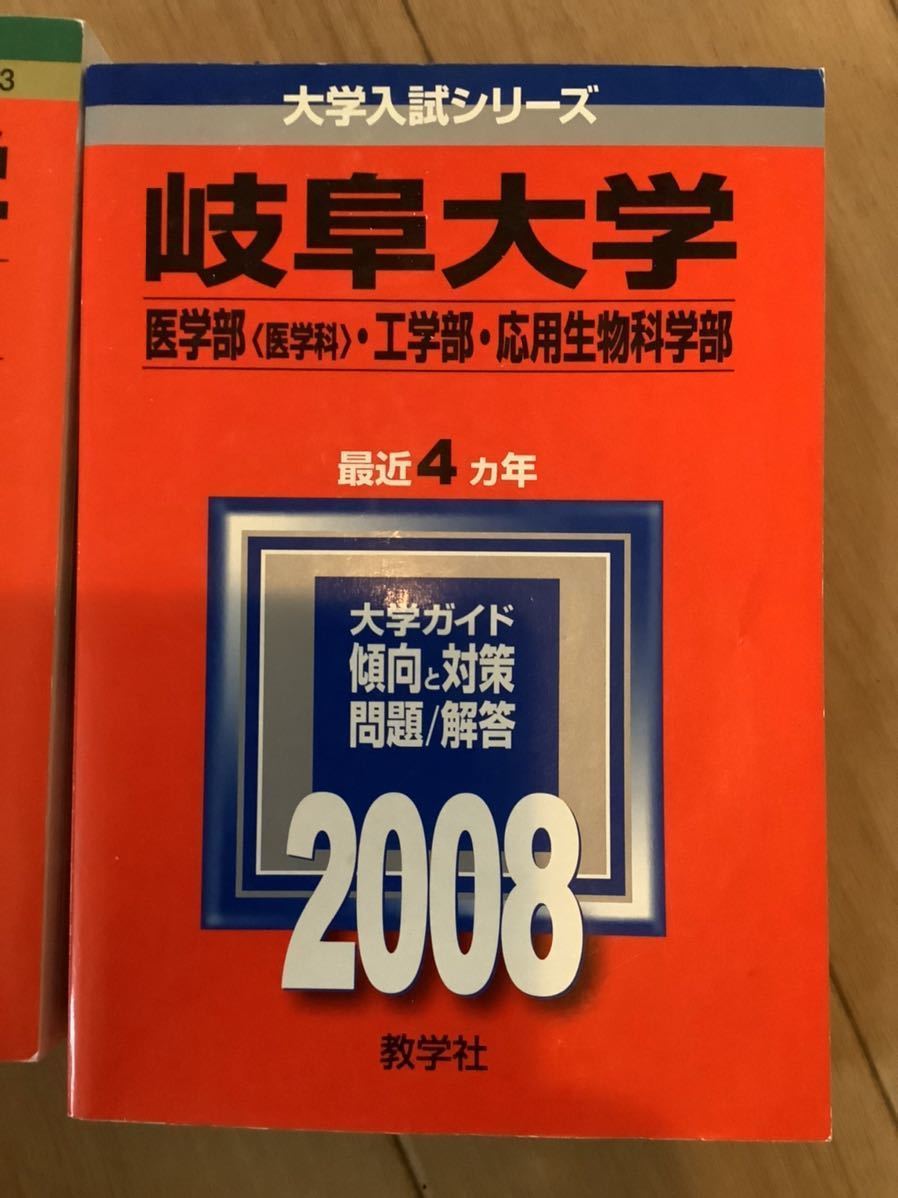 3
大学入試シリーズ
岐阜大学
医学部〈医学科〉・工学部・応用生物科学部
最近4カ年
大学ガイド
傾向と対策
問題/解答
2008
教学社